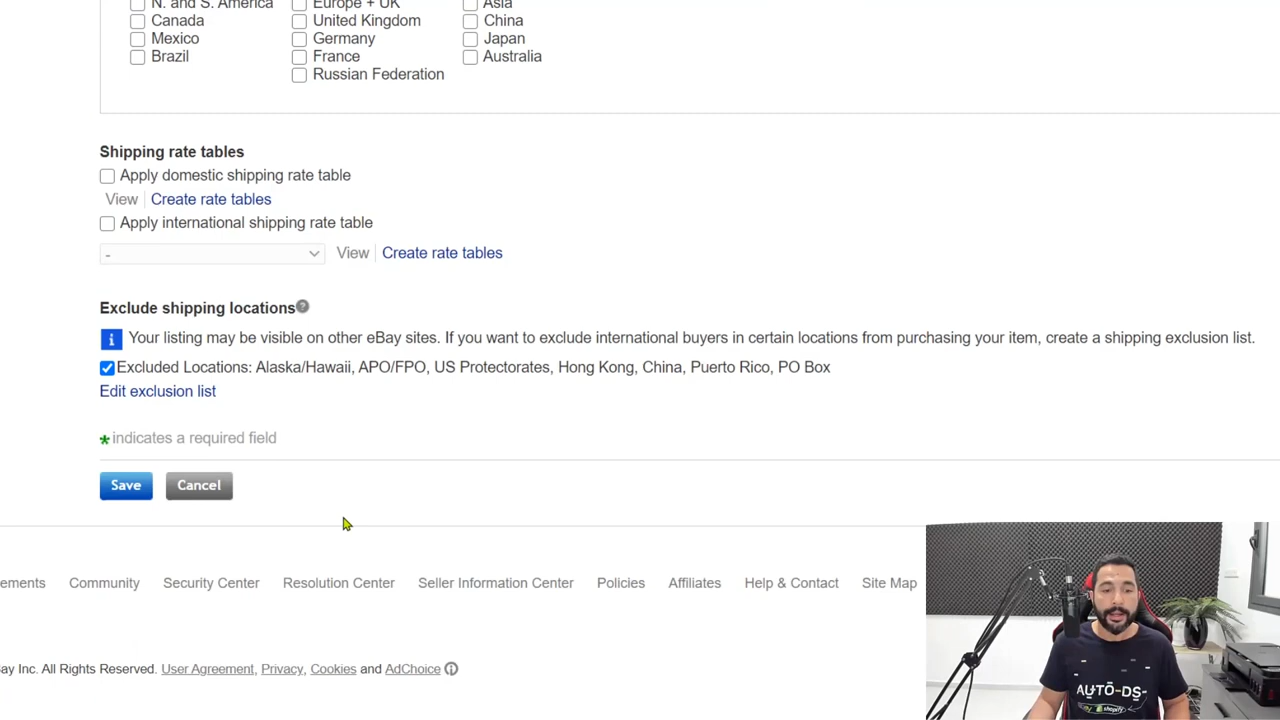 N. and S. America Europe + UK Asia
Canada United Kingdom China
Mexico Germany Japan
Brazil France Australia
Russian Federation
Shipping rate tables
Apply domestic shipping rate table
View Create rate tables
Apply international shipping rate table
- View Create rate tables
Exclude shipping locations
Your listing may be visible on other eBay sites. If you want to exclude international buyers in certain locations from purchasing your item, create a shipping exclusion list.
Excluded Locations: Alaska/Hawaii, APO/FPO, US Protectorates, Hong Kong, China, Puerto Rico, PO Box
Edit exclusion list
* indicates a required field
Save Cancel
ements Community Security Center Resolution Center Seller Information Center Policies Affiliates Help & Contact Site Map
ay Inc. All Rights Reserved. User Agreement, Privacy, Cookies and AdChoice
AUTO-DS
shopify